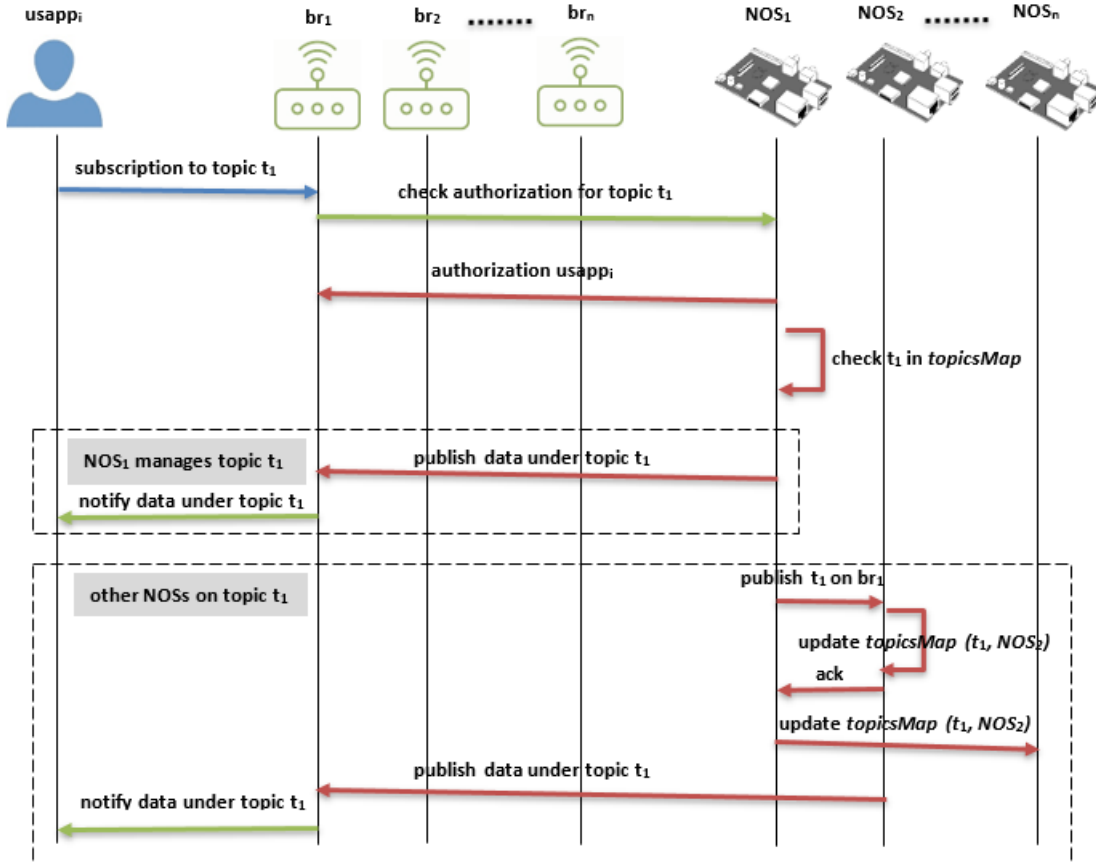 usappᵢ
br₁
br₂
brₙ
NOS₁
NOS₂
NOSₙ
subscription to topic t₁
check authorization for topic t₁
authorization usappᵢ
check t₁ in topicsMap
NOS₁ manages topic t₁
publish data under topic t₁
notify data under topic t₁
other NOSs on topic t₁
publish t₁ on br₁
update topicsMap (t₁, NOS₂)
ack
update topicsMap (t₁, NOS₂)
publish data under topic t₁
notify data under topic t₁